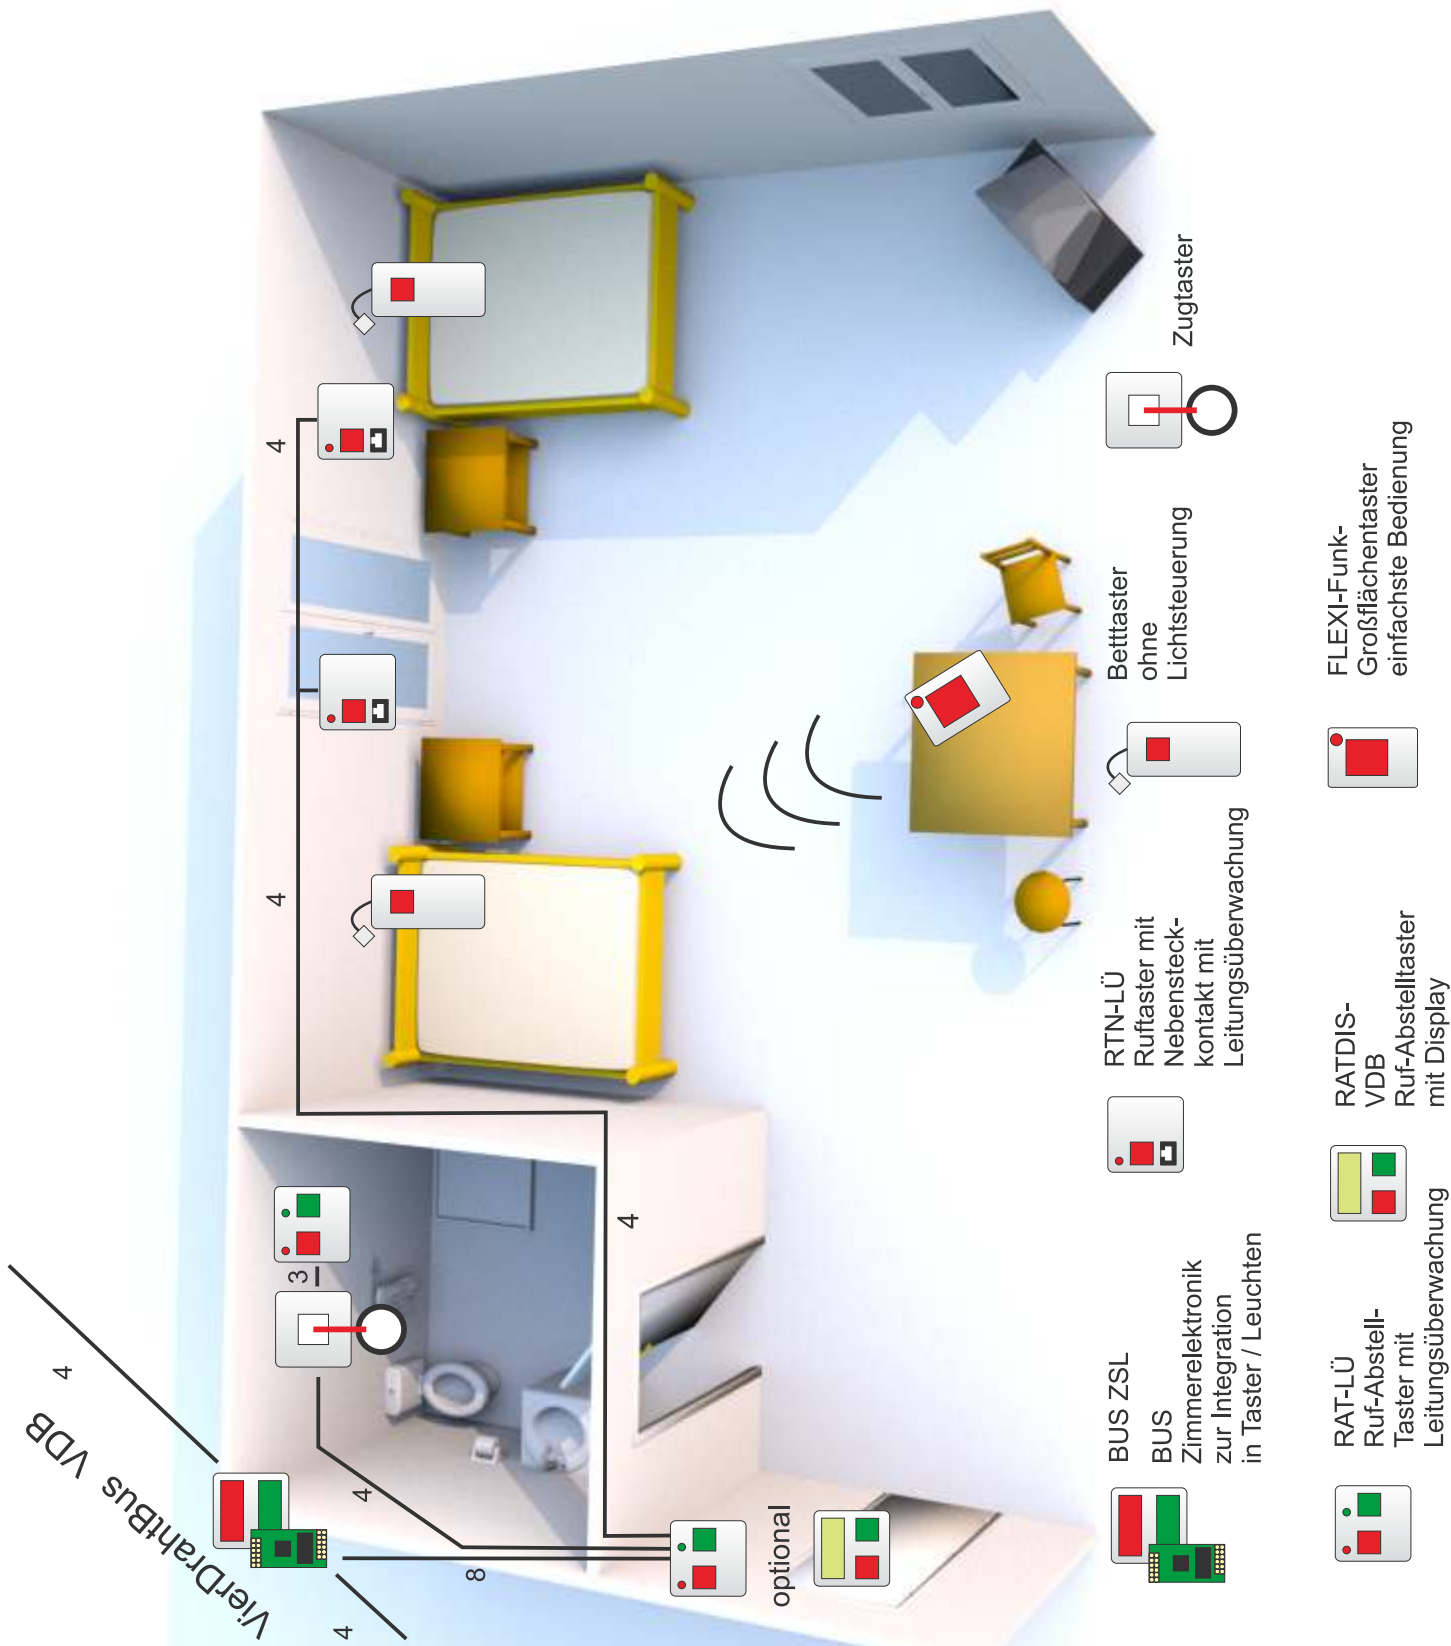 4
VierDrahtBus VDB
4
4
4
3
4
8
4
optional
BUS ZSL
BUS
Zimmerelektronik
zur Integration
in Taster / Leuchten
RTN-LÜ
Ruftaster mit
Nebensteck-
kontakt mit
Leitungsüberwachung
Betttaster
ohne
Lichtsteuerung
Zugtaster
RAT-LÜ
Ruf-Abstell-
Taster mit
Leitungsüberwachung
RATDIS-
VDB
Ruf-Abstelltaster
mit Display
FLEXI-Funk-
Großflächentaster
einfachste Bedienung